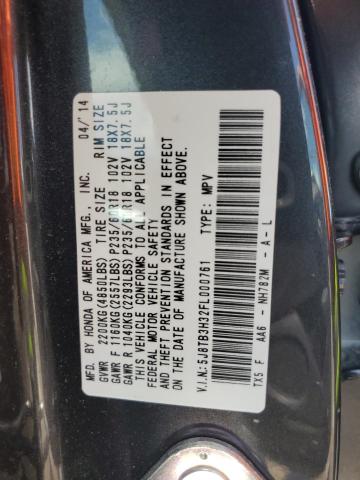 MFD. BY HONDA OF AMERICA MFG., INC. 04/'14
GVWR 2200KG(4850LBS) TIRE SIZE RIM SIZE
GAWR F 1160KG(2558LBS) P235/60R18 102V 18X7.5J
GAWR R 1040KG(2293LBS) P235/60R18 102V 18X7.5J
THIS VEHICLE CONFORMS TO ALL APPLICABLE
FEDERAL MOTOR VEHICLE SAFETY
AND THEFT PREVENTION STANDARDS IN EFFECT
ON THE DATE OF MANUFACTURE SHOWN ABOVE.
V.I.N.:5J8TB3H32FL000761 TYPE: MPV
TX5 F AA6 - NH782M - A - L